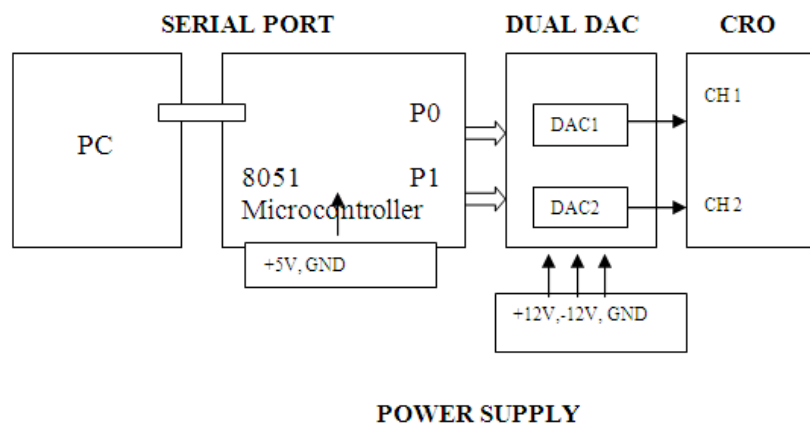 SERIAL PORT
DUAL DAC
CRO
PC
P0
8051
P1
Microcontroller
+5V, GND
DAC1
DAC2
CH 1
CH 2
+12V,-12V, GND
POWER SUPPLY